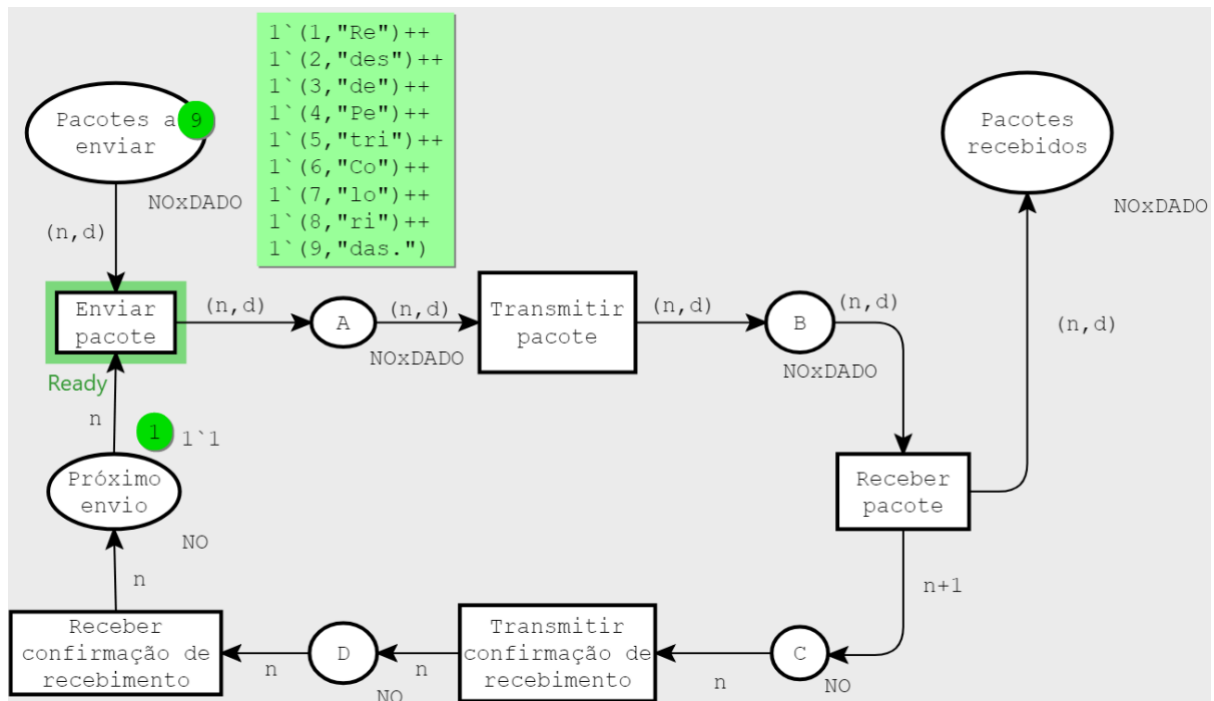 1`(1,"Re")++
1`(2,"des")++
1`(3,"de")++
1`(4,"Pe")++
1`(5,"tri")++
1`(6,"Co")++
1`(7,"lo")++
1`(8,"ri")++
1`(9,"das.")
Pacotes a
enviar
9
NOxDADO
(n,d)
Pacotes
recebidos
NOxDADO
(n,d)
Enviar
pacote
Ready
(n,d)
A
NOxDADO
(n,d)
Transmitir
pacote
(n,d)
B
NOxDADO
(n,d)
n
1
1`1
Próximo
envio
NO
n
Receber
pacote
n+1
Receber
confirmação de
recebimento
n
D
NO
n
Transmitir
confirmação de
recebimento
n
C
NO